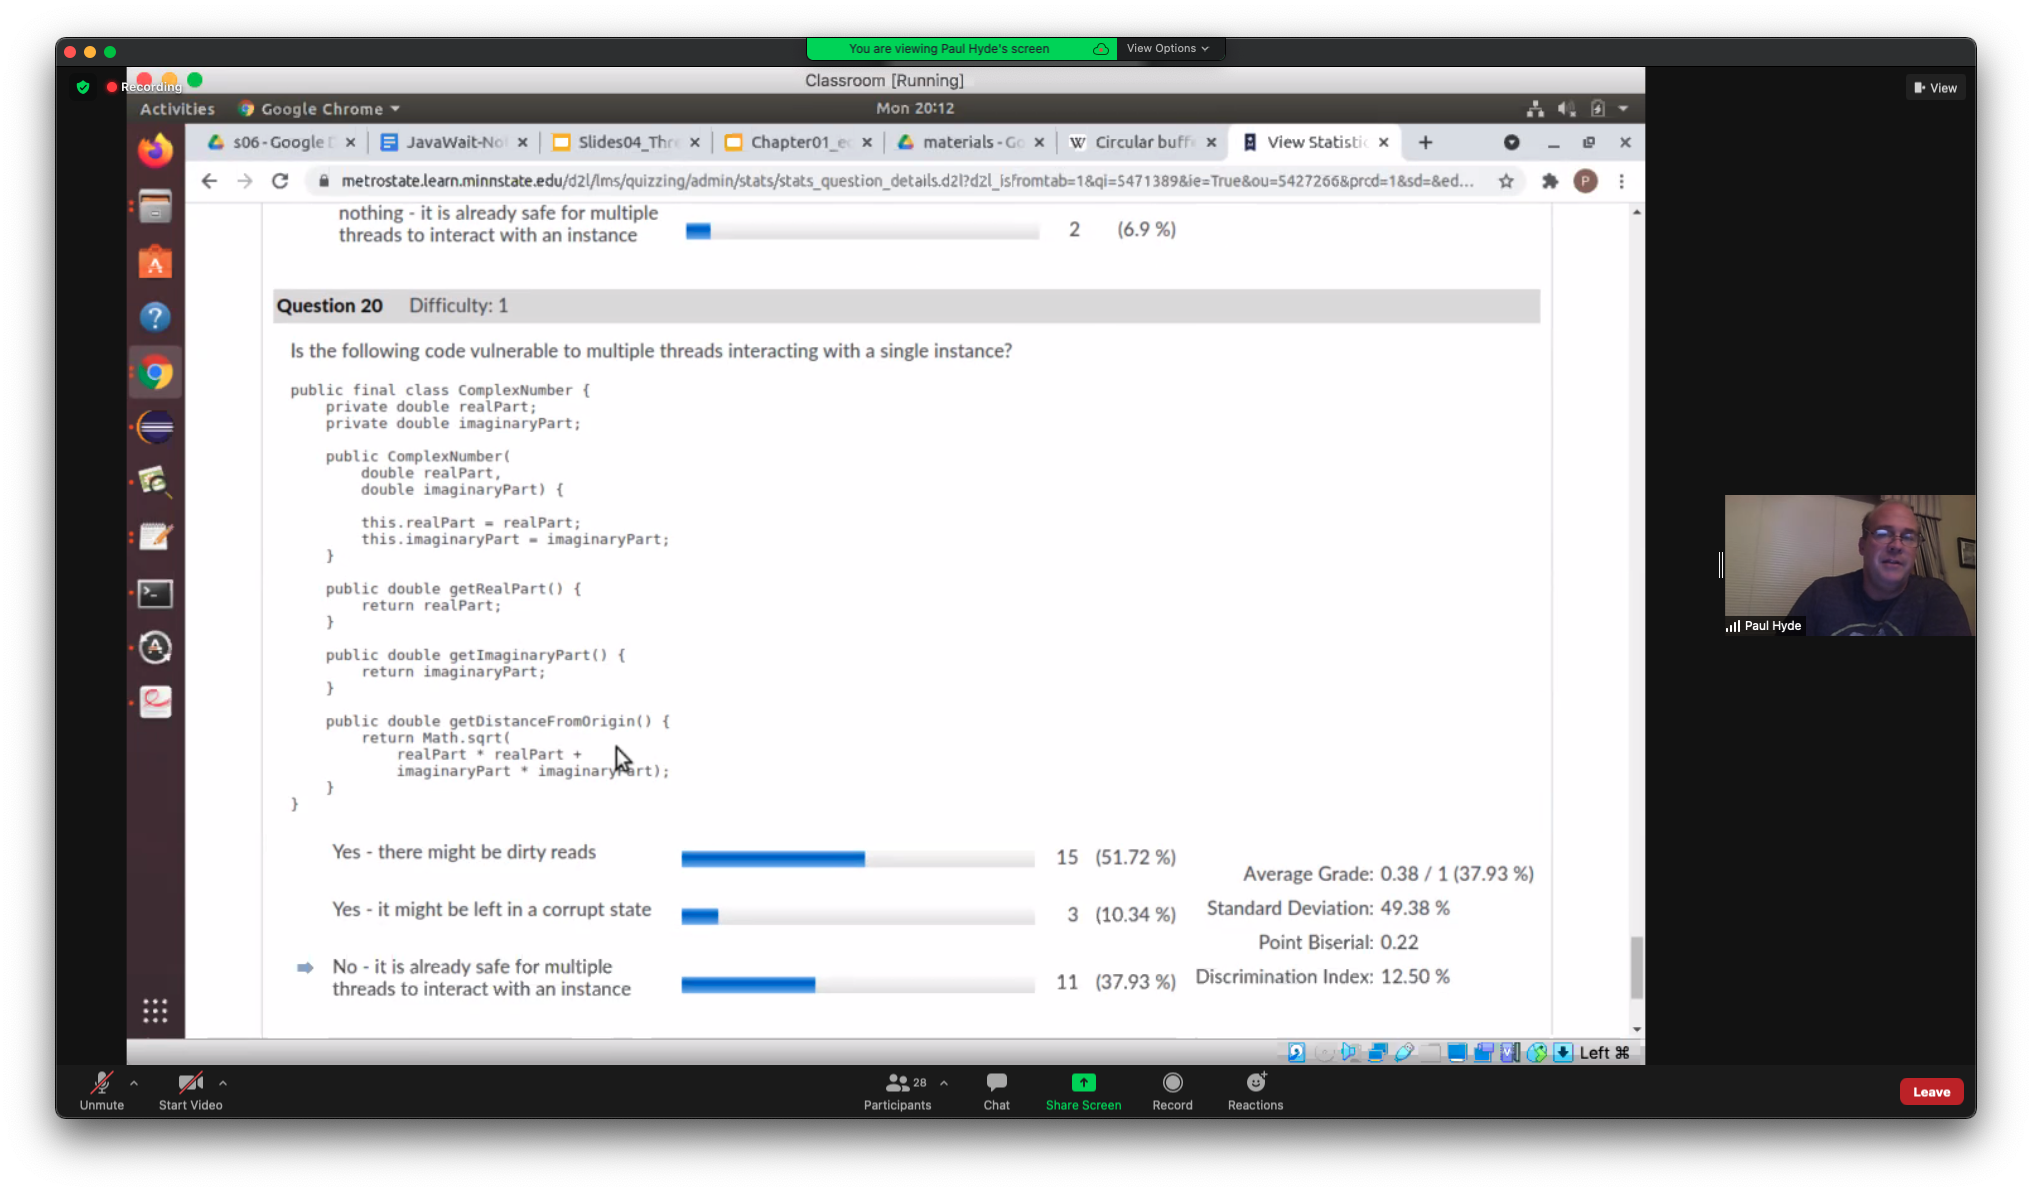 You are viewing Paul Hyde's screen
View Options
Classroom [Running]
Recording
View
Activities
Google Chrome
Mon 20:12
s06 - Google
JavaWait-No
Slides04_Thr
Chapter01_e
materials - Go
Circular buff
View Statistic
metrostate.learn.minnstate.edu/d2l/lms/quizzing/admin/stats/stats_question_details.d2l?d2l_isfromtab=1&qi=5471389&ie=True&ou=5427266&prcd=1&sd=&ed...
P
nothing - it is already safe for multiple
threads to interact with an instance
2 (6.9 %)
Question 20 Difficulty: 1
Is the following code vulnerable to multiple threads interacting with a single instance?
public final class ComplexNumber {
private double realPart;
private double imaginaryPart;
public ComplexNumber(
double realPart,
double imaginaryPart) {
this.realPart = realPart;
this.imaginaryPart = imaginaryPart;
}
public double getRealPart() {
return realPart;
}
public double getImaginaryPart() {
return imaginaryPart;
}
public double getDistanceFromOrigin() {
return Math.sqrt(
realPart * realPart +
imaginaryPart * imaginaryPart);
}
}
Yes - there might be dirty reads
15 (51.72 %)
Yes - it might be left in a corrupt state
3 (10.34 %)
No - it is already safe for multiple
threads to interact with an instance
11 (37.93 %)
Average Grade: 0.38 / 1 (37.93 %)
Standard Deviation: 49.38 %
Point Biserial: 0.22
Discrimination Index: 12.50 %
Paul Hyde
Left ⌘
Unmute
Start Video
28
Participants
Chat
Share Screen
Record
Reactions
Leave